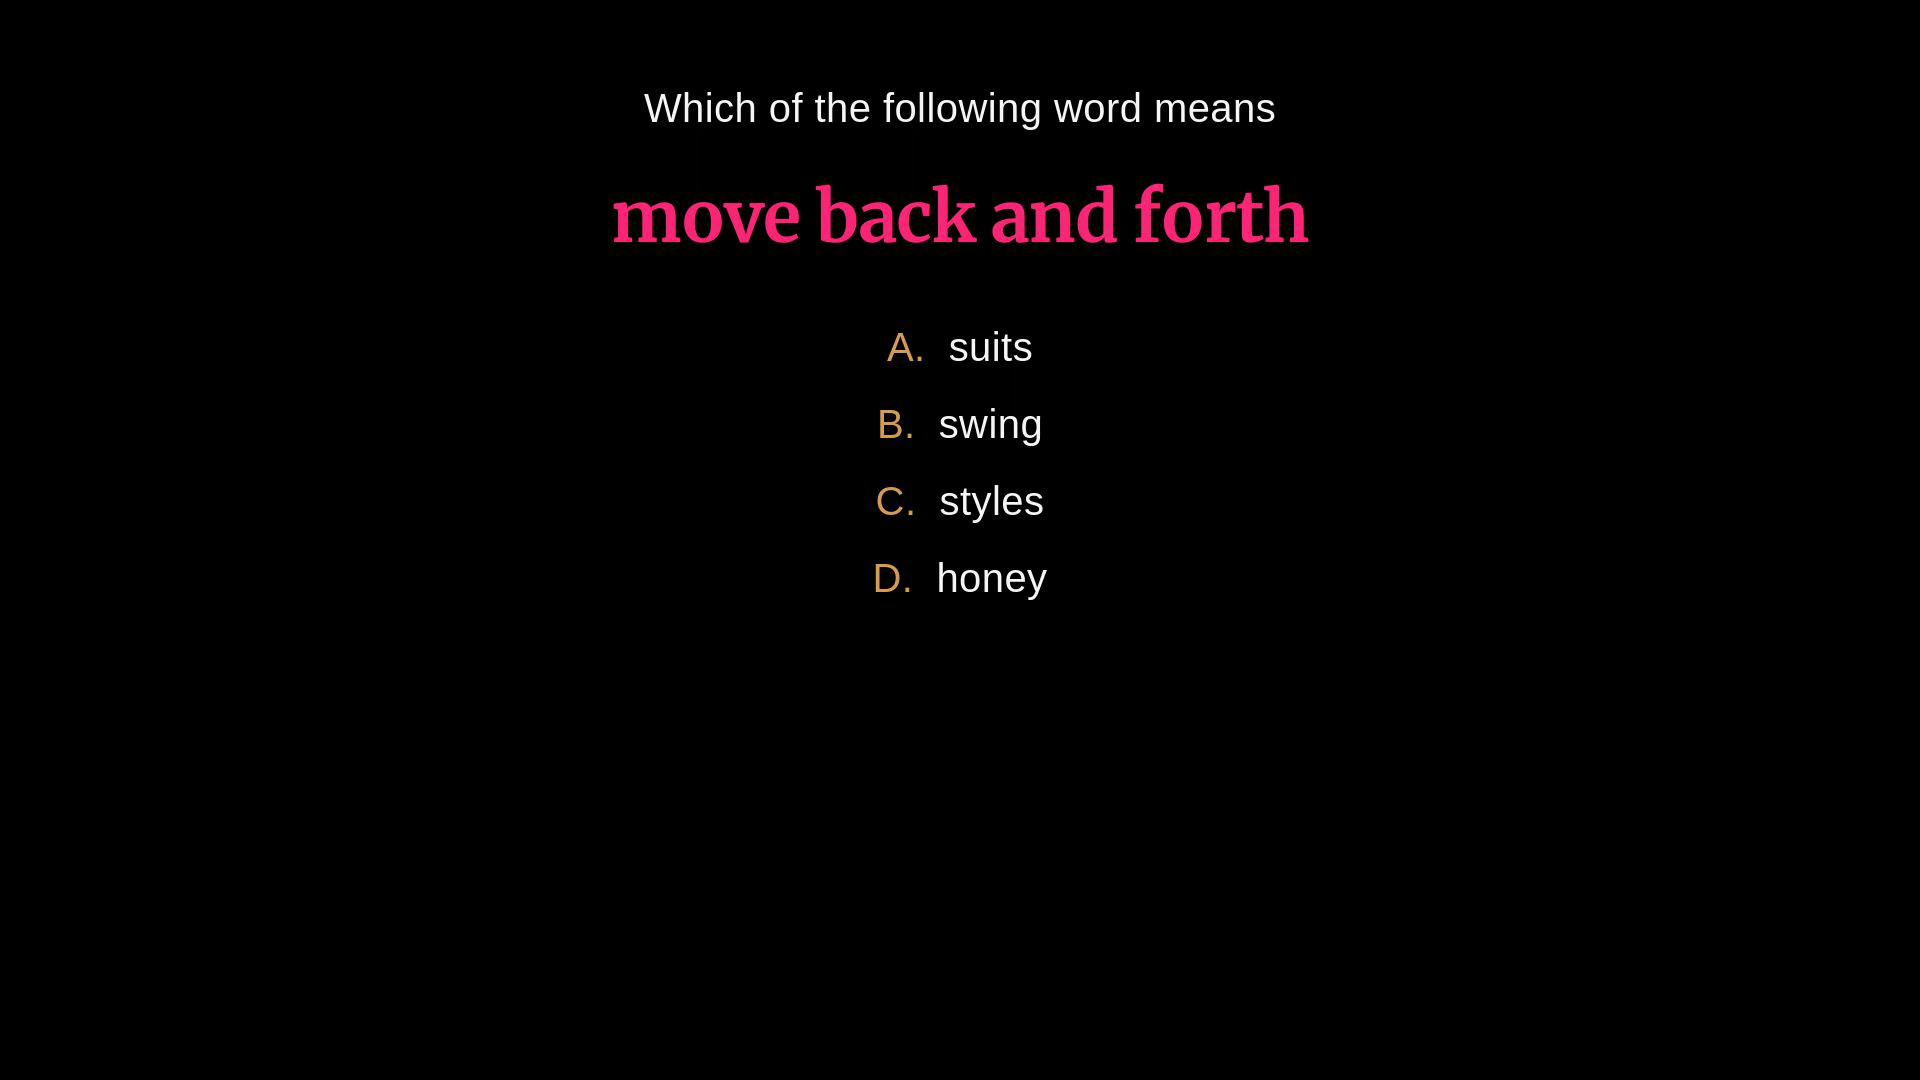 Which of the following word means
move back and forth
A. suits
B. swing
C. styles
D. honey